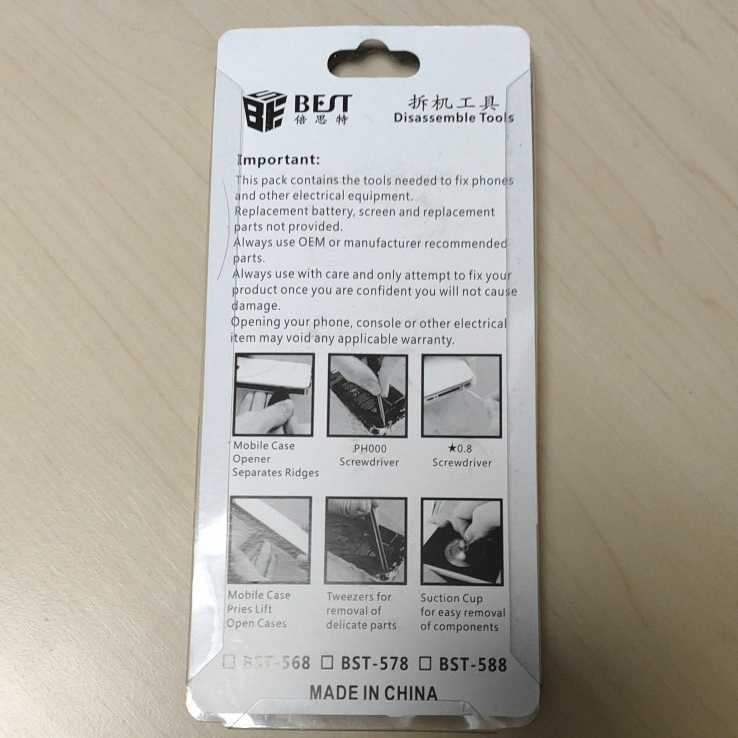 BEST
倍思特
拆机工具
Disassemble Tools
Important:
This pack contains the tools needed to fix phones
and other electrical equipment.
Replacement battery, screen and replacement
parts not provided.
Always use OEM or manufacturer recommended
parts.
Always use with care and only attempt to fix your
product once you are confident you will not cause
damage.
Opening your phone, console or other electrical
item may void any applicable warranty.
Mobile Case
Opener
Separates Ridges
PH000
Screwdriver
★0.8
Screwdriver
Mobile Case
Pries Lift
Open Cases
Tweezers for
removal of
delicate parts
Suction Cup
for easy removal
of components
☐ BST-568 ☐ BST-578 ☐ BST-588
MADE IN CHINA